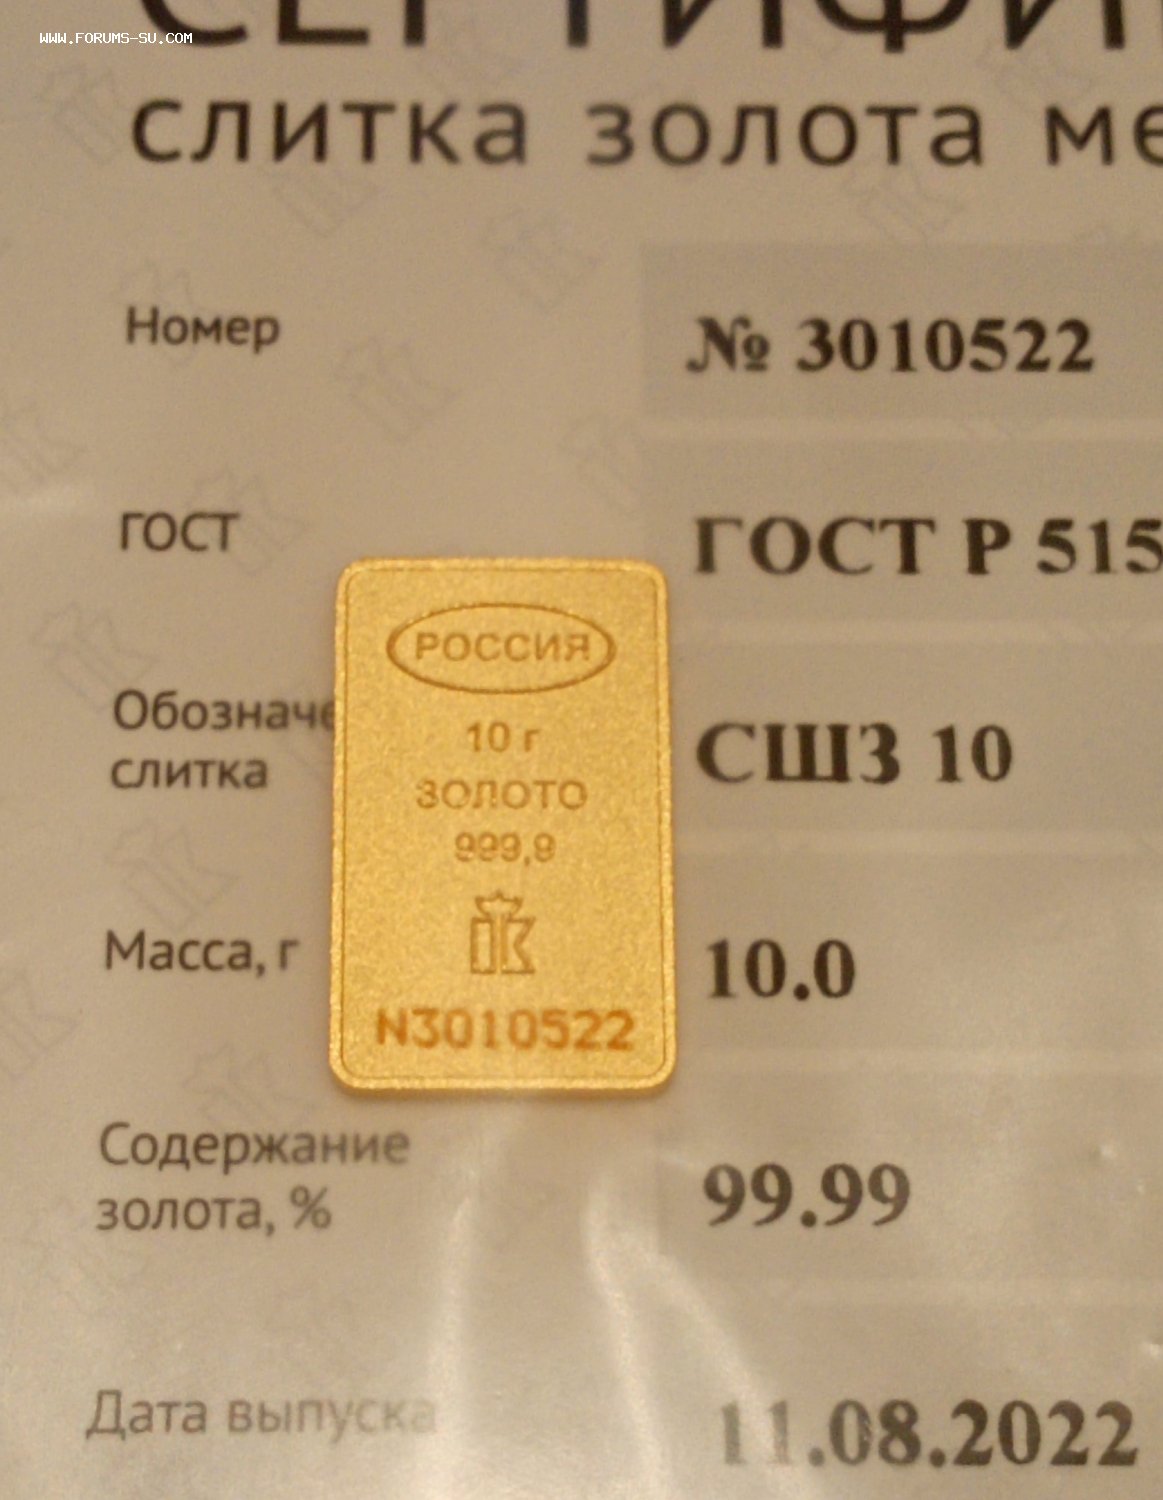 WWW.FORUMS-SU.COM
СЕРТИФИ
слитка золота ме
Номер
№ 3010522
ГОСТ
ГОСТ Р 515
Обозначе
слитка
СШЗ 10
Масса, г
10.0
Содержание
золота, %
99.99
Дата выпуска
11.08.2022
РОССИЯ
10 г
ЗОЛОТО
999,9
N3010522